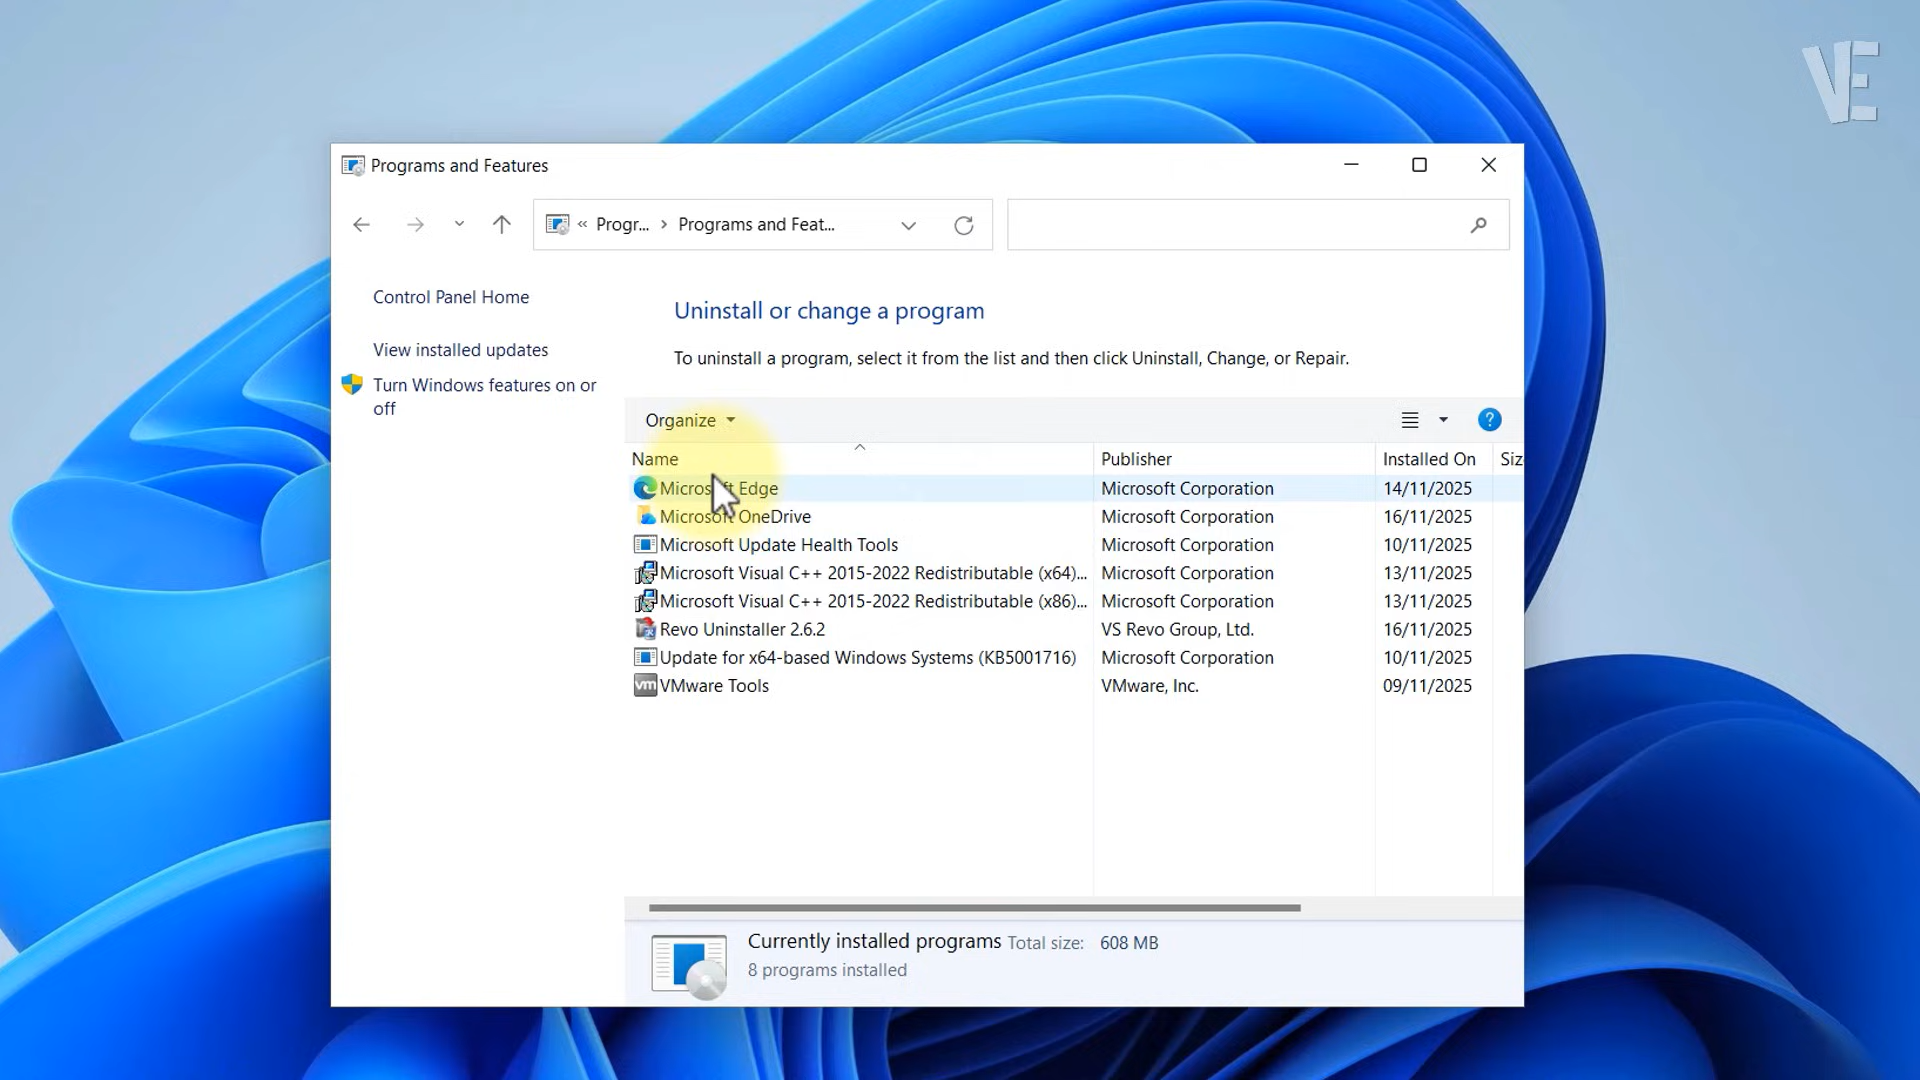 VE
Programs and Features
« Progr... › Programs and Feat...
Control Panel Home
View installed updates
Turn Windows features on or
off
Uninstall or change a program
To uninstall a program, select it from the list and then click Uninstall, Change, or Repair.
Organize
?
Name Publisher Installed On Siz
Microsoft Edge Microsoft Corporation 14/11/2025
Microsoft OneDrive Microsoft Corporation 16/11/2025
Microsoft Update Health Tools Microsoft Corporation 10/11/2025
Microsoft Visual C++ 2015-2022 Redistributable (x64)... Microsoft Corporation 13/11/2025
Microsoft Visual C++ 2015-2022 Redistributable (x86)... Microsoft Corporation 13/11/2025
Revo Uninstaller 2.6.2 VS Revo Group, Ltd. 16/11/2025
Update for x64-based Windows Systems (KB5001716) Microsoft Corporation 10/11/2025
vm VMware Tools VMware, Inc. 09/11/2025
Currently installed programs Total size: 608 MB
8 programs installed